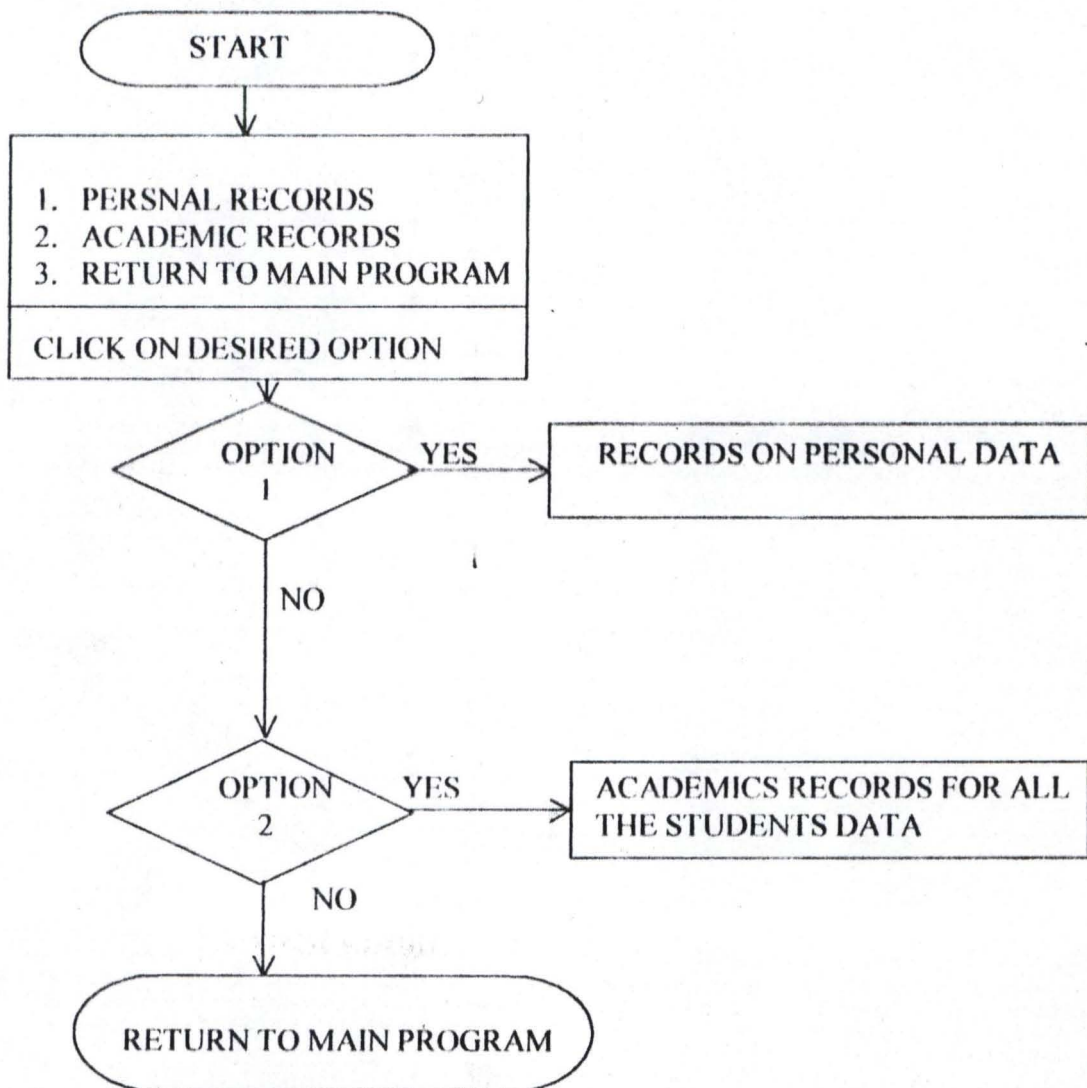 START
1. PERSNAL RECORDS
2. ACADEMIC RECORDS
3. RETURN TO MAIN PROGRAM
CLICK ON DESIRED OPTION
OPTION
1
YES
RECORDS ON PERSONAL DATA
NO
OPTION
2
YES
ACADEMICS RECORDS FOR ALL
THE STUDENTS DATA
NO
RETURN TO MAIN PROGRAM